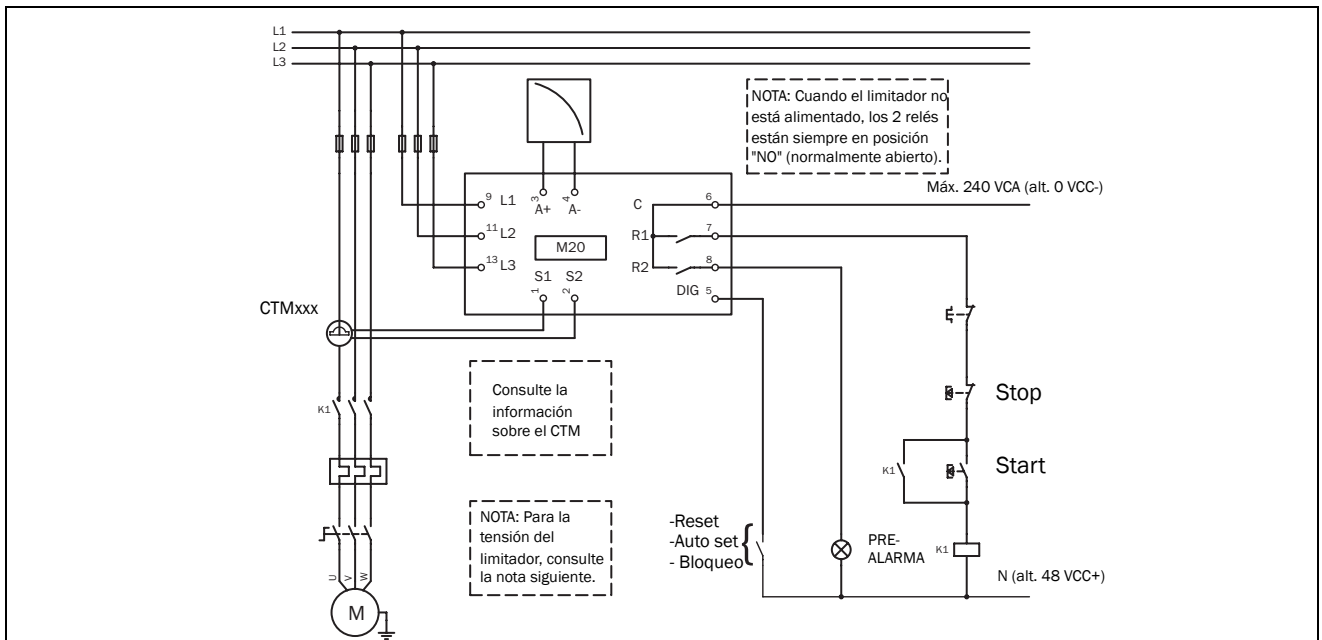 L1
L2
L3
NOTA: Cuando el limitador no
está alimentado, los 2 relés
están siempre en posición
"NO" (normalmente abierto).
Máx. 240 VCA (alt. 0 VCC-)
9 L1
3
A+
4
A-
C
6
11 L2
M20
R1
7
13 L3
R2
8
S1
S2
1
2
DIG 5
CTMxxx
Consulte la
información
sobre el CTM
K1
Stop
K1
Start
NOTA: Para la
tensión del
limitador, consulte
la nota siguiente.
-Reset
-Auto set
- Bloqueo
PRE-
ALARMA
K1
N (alt. 48 VCC+)
U
V
W
M